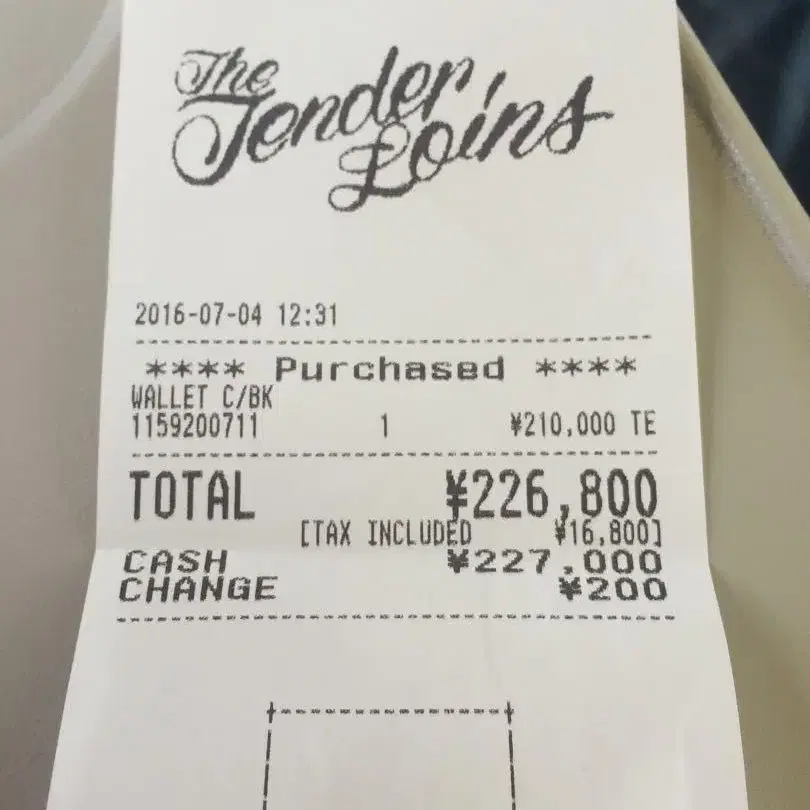 The
Tender
Loins
2016-07-04 12:31
**** Purchased ****
WALLET C/BK
1159200711 1 ¥210,000 TE
TOTAL ¥226,800
[TAX INCLUDED ¥16,800]
CASH ¥227,000
CHANGE ¥200